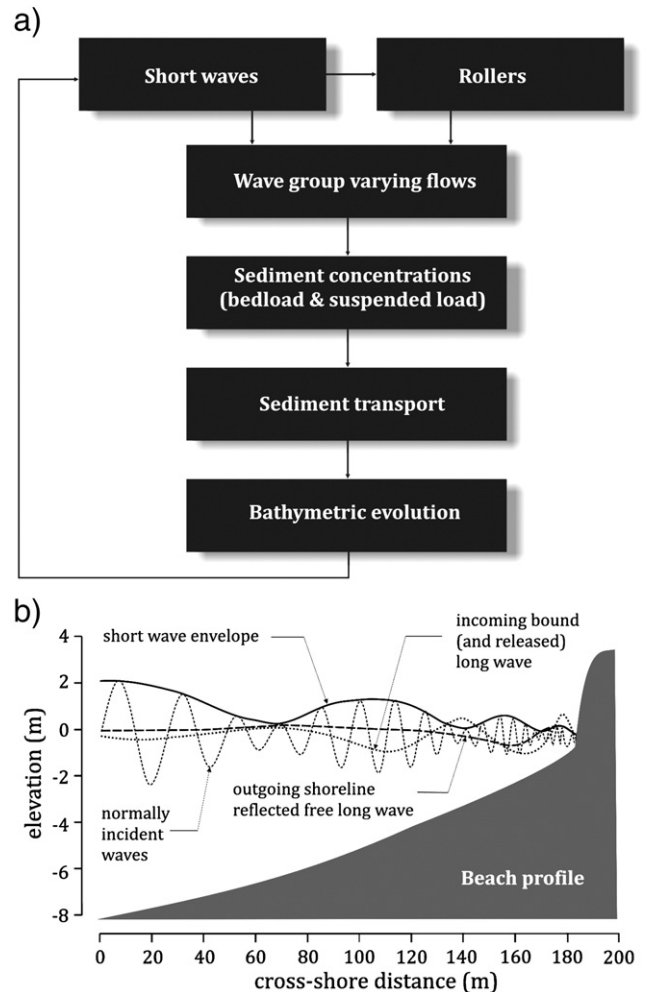 a)
Short waves
Rollers
Wave group varying flows
Sediment concentrations
(bedload & suspended load)
Sediment transport
Bathymetric evolution
b)
4
2
0
-2
-4
-6
-8
elevation (m)
short wave envelope
incoming bound
(and released)
long wave
normally
incident
waves
outgoing shoreline
reflected free long wave
Beach profile
0 20 40 60 80 100 120 140 160 180 200
cross-shore distance (m)